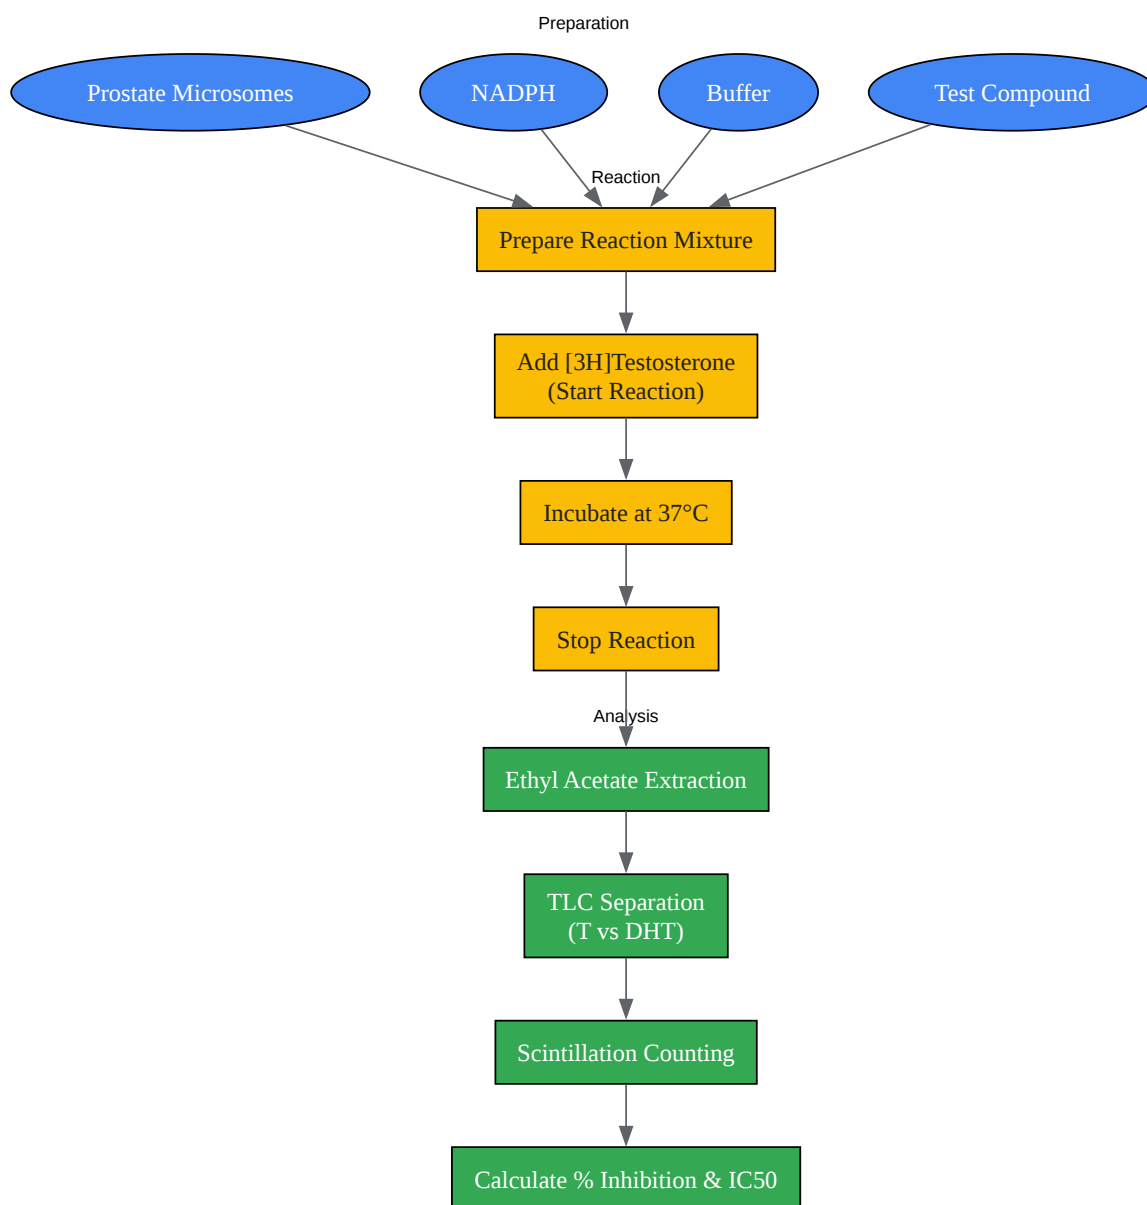 Preparation
Prostate Microsomes
NADPH
Buffer
Test Compound
Reaction
Prepare Reaction Mixture
Add [3H]Testosterone
(Start Reaction)
Incubate at 37°C
Stop Reaction
Analysis
Ethyl Acetate Extraction
TLC Separation
(T vs DHT)
Scintillation Counting
Calculate % Inhibition & IC50